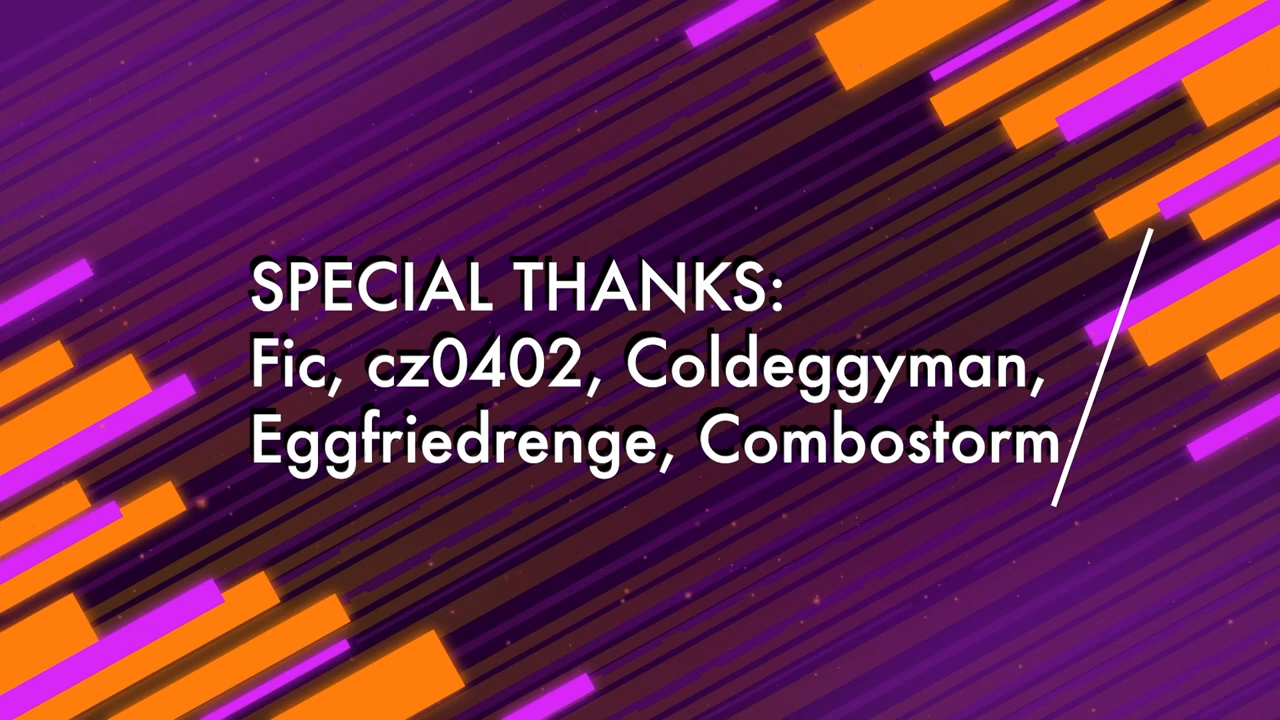 SPECIAL THANKS:
Fic, cz0402, Coldeggyman,
Eggfriedrenge, Combostorm